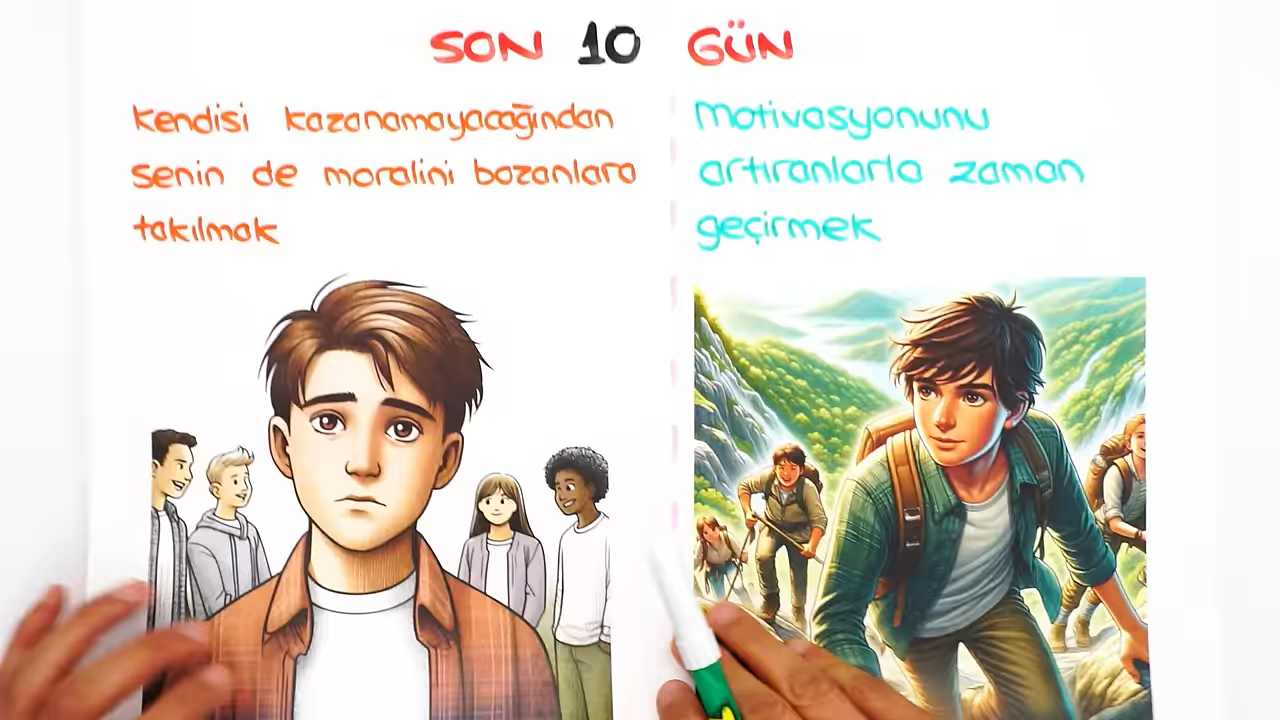 SON 10 GÜN
Kendisi kazanamayacağından
senin de moralini bozanlara
takılmak
Motivasyonunu
artıranlarla zaman
geçirmek